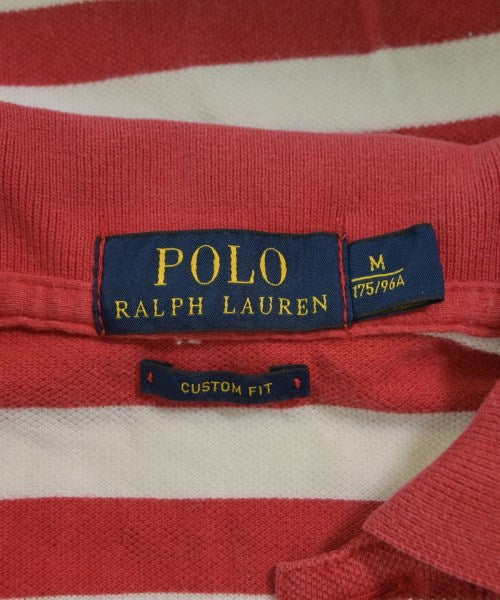 POLO
RALPH LAUREN
M
175/96A
CUSTOM FIT